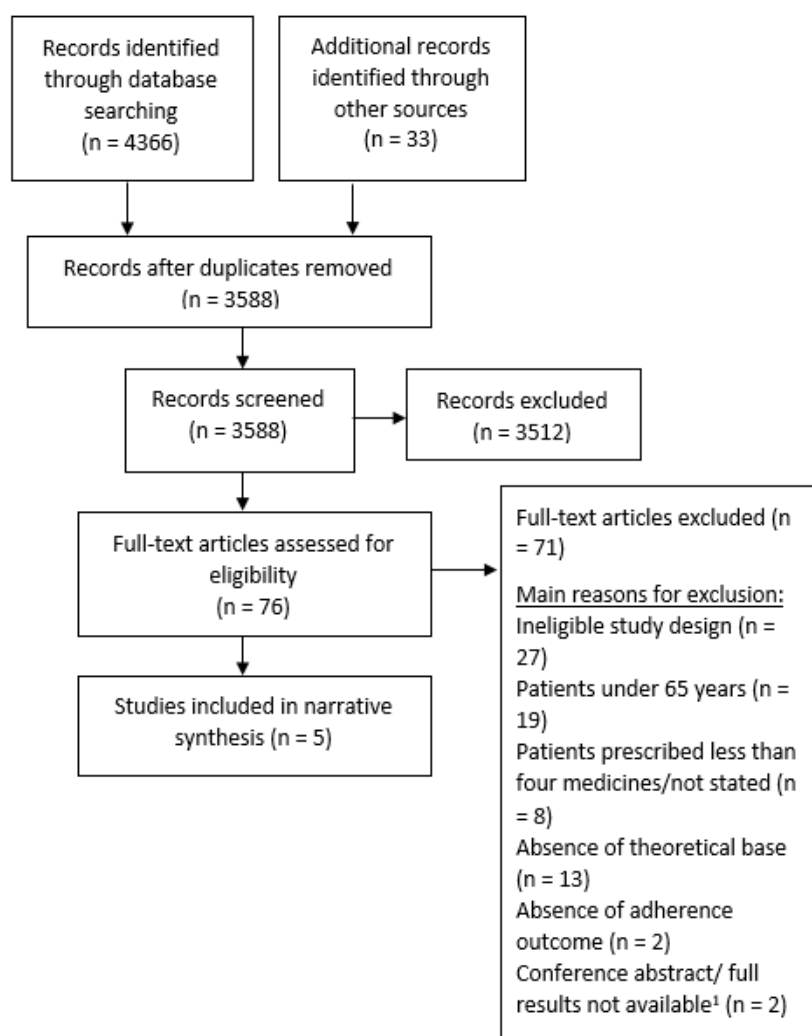 Records identified
through database
searching
(n = 4366)
Additional records
identified through
other sources
(n = 33)
Records after duplicates removed
(n = 3588)
Records screened
(n = 3588)
Records excluded
(n = 3512)
Full-text articles assessed for
eligibility
(n = 76)
Full-text articles excluded (n
= 71)
Main reasons for exclusion:
Ineligible study design (n =
27)
Patients under 65 years (n =
19)
Patients prescribed less than
four medicines/not stated (n
= 8)
Absence of theoretical base
(n = 13)
Absence of adherence
outcome (n = 2)
Conference abstract/ full
results not available¹ (n = 2)
Studies included in narrative
synthesis (n = 5)